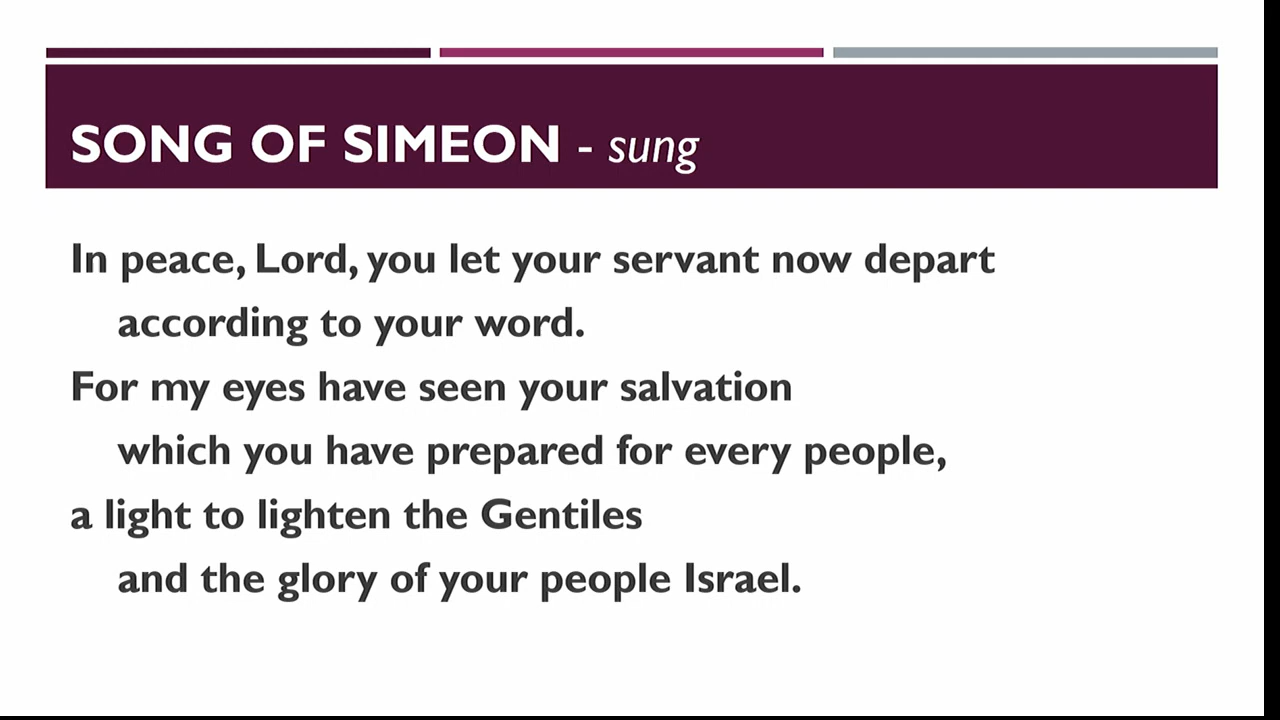 SONG OF SIMEON - sung
In peace, Lord, you let your servant now depart
according to your word.
For my eyes have seen your salvation
which you have prepared for every people,
a light to lighten the Gentiles
and the glory of your people Israel.